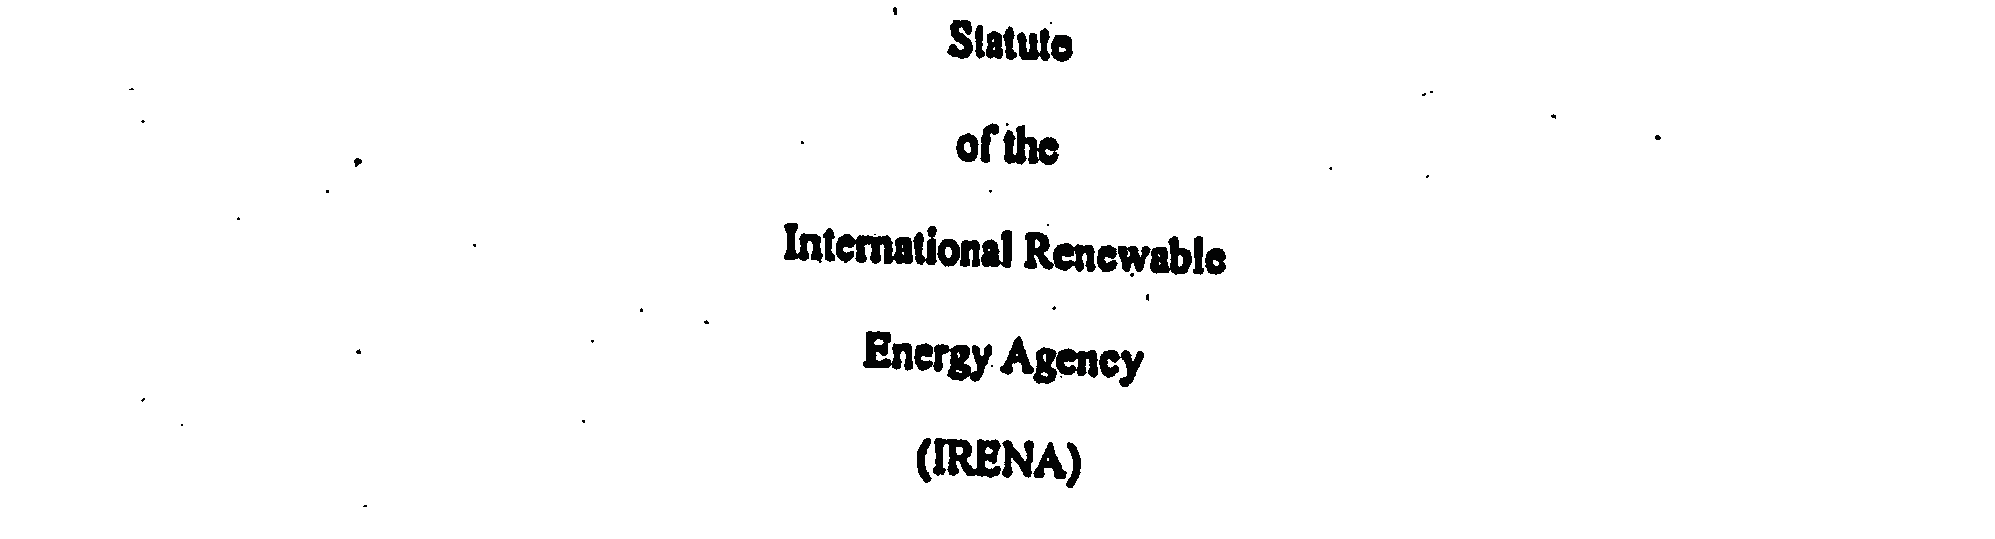 Statute
of the
International Renewable
Energy Agency
(IRENA)